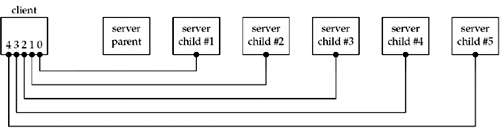 client
4 3 2 1 0
server
parent
server
child #1
server
child #2
server
child #3
server
child #4
server
child #5